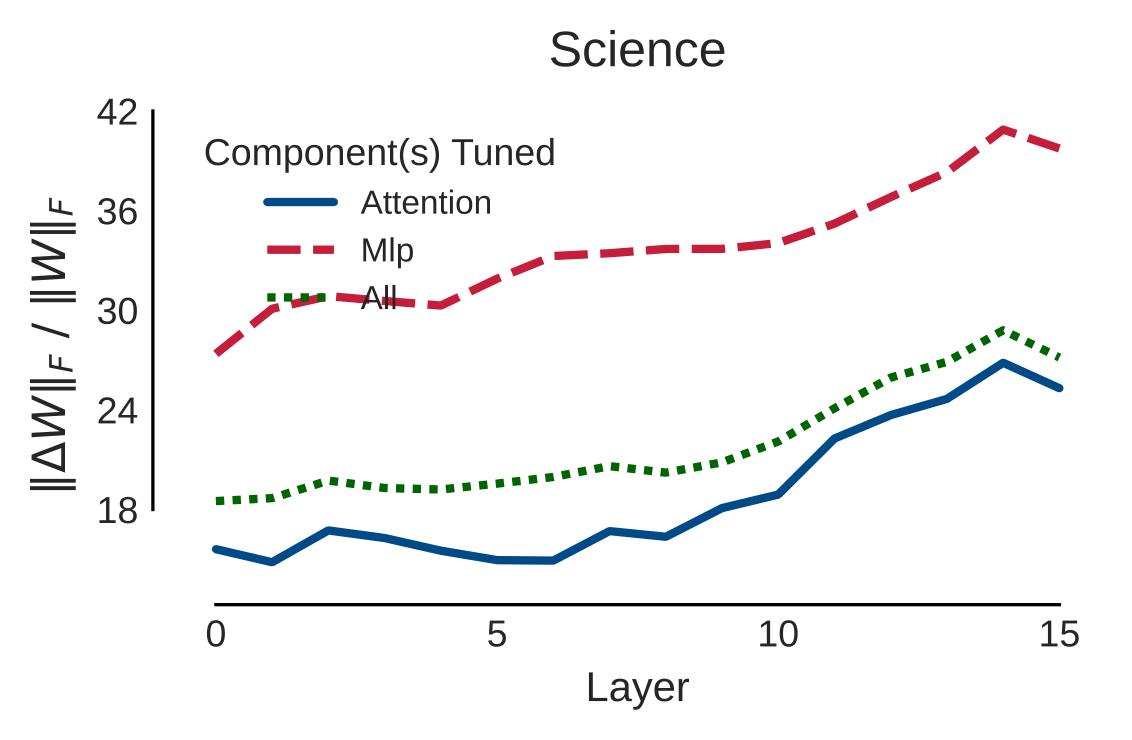 Science
42
36
30
24
18
‖ΔW‖F / ‖W‖F
Component(s) Tuned
Attention
Mlp
All
0 5 10 15
Layer